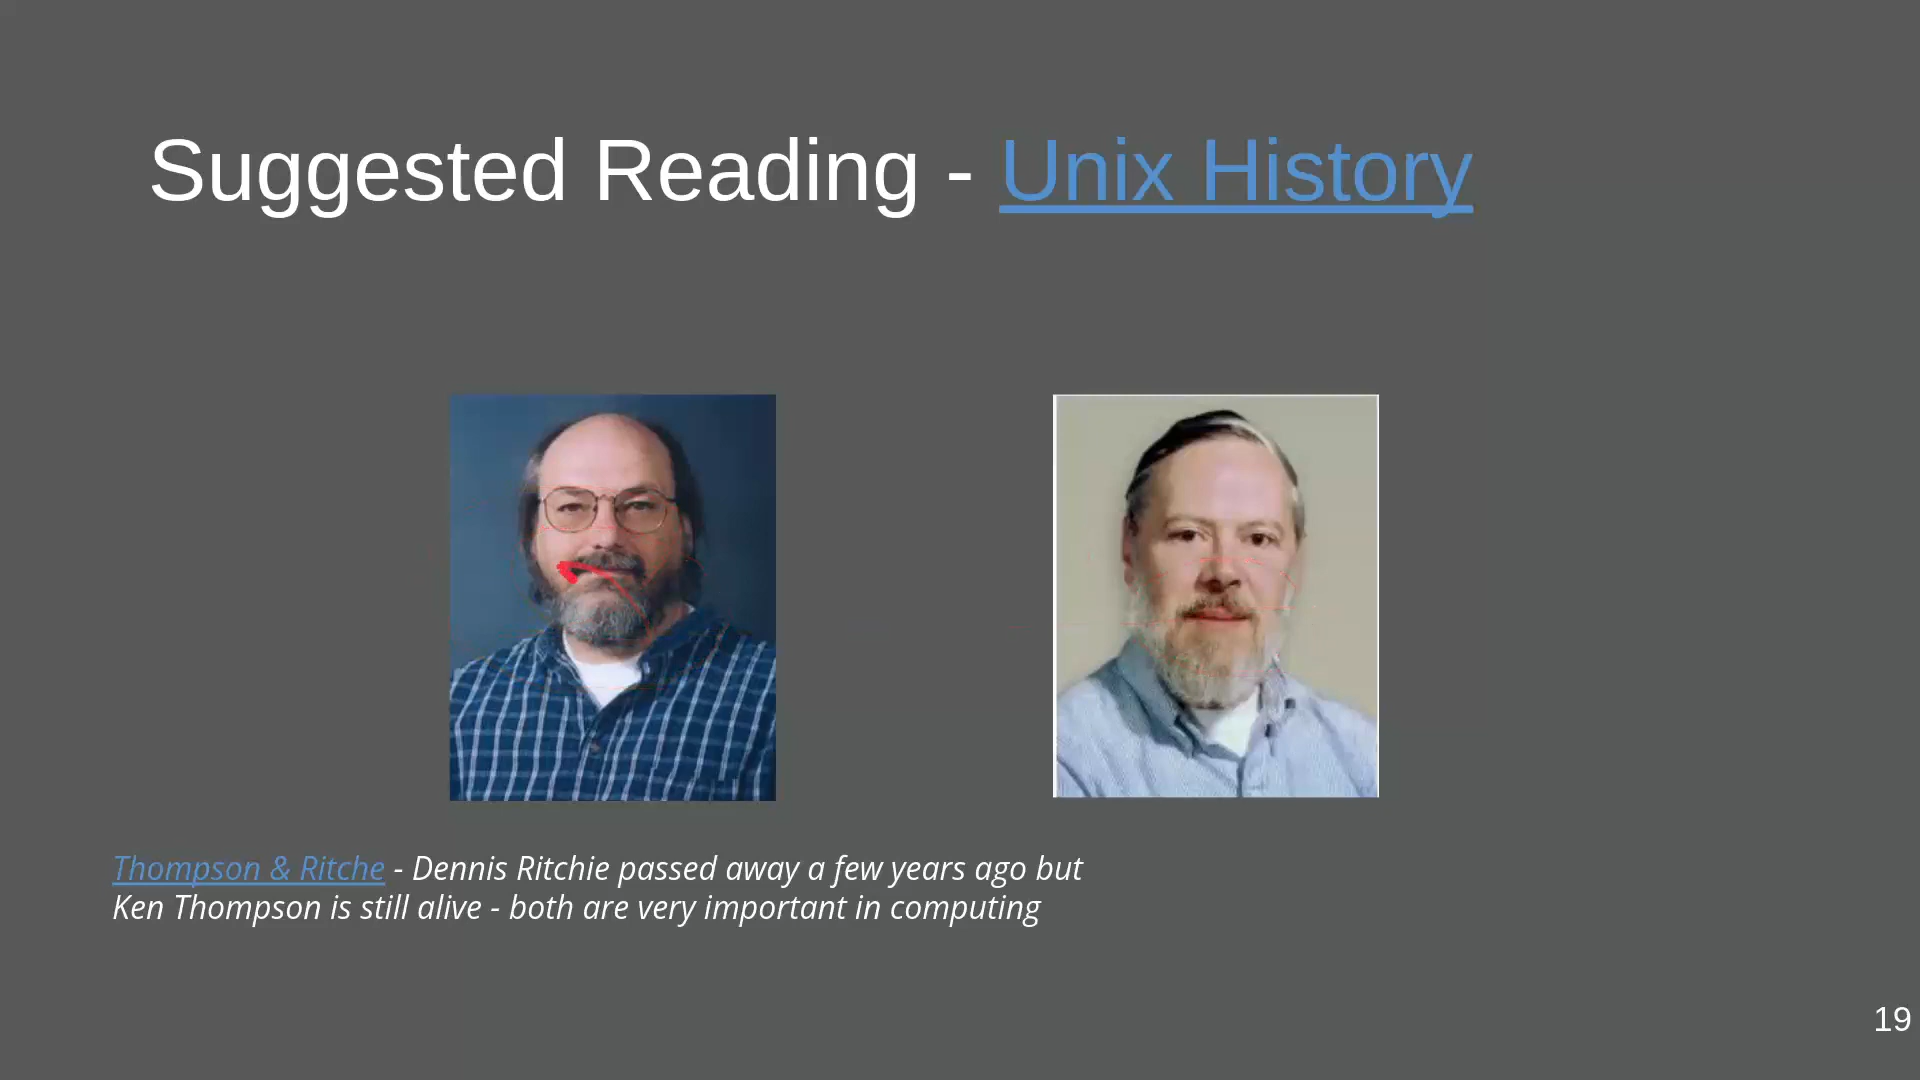 Suggested Reading - Unix History
Thompson & Ritche - Dennis Ritchie passed away a few years ago but
Ken Thompson is still alive - both are very important in computing
19